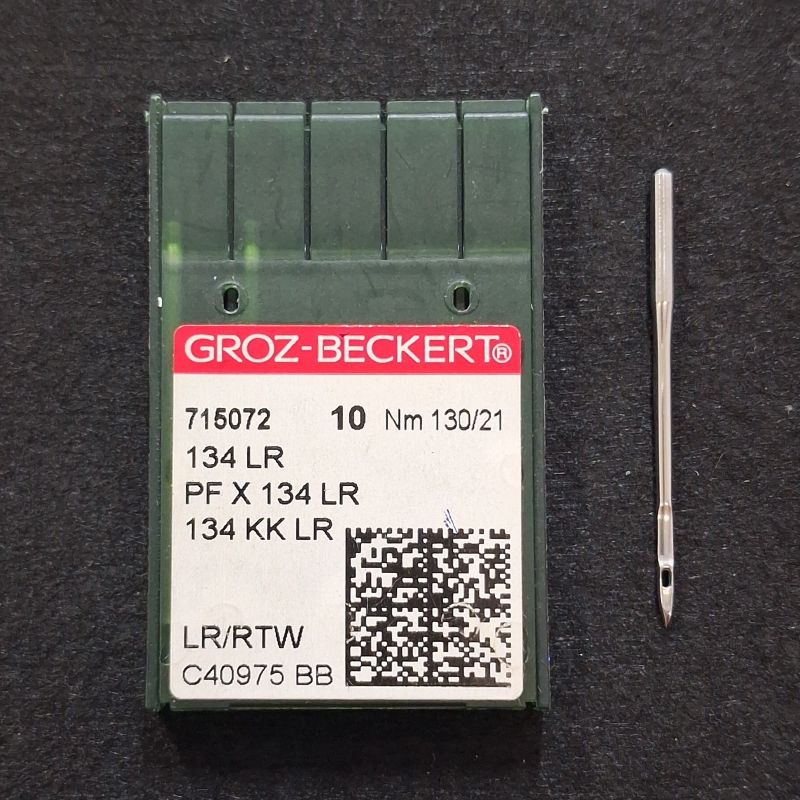 GROZ-BECKERT®
715072 10 Nm 130/21
134 LR
PF X 134 LR
134 KK LR
LR/RTW
C40975 BB